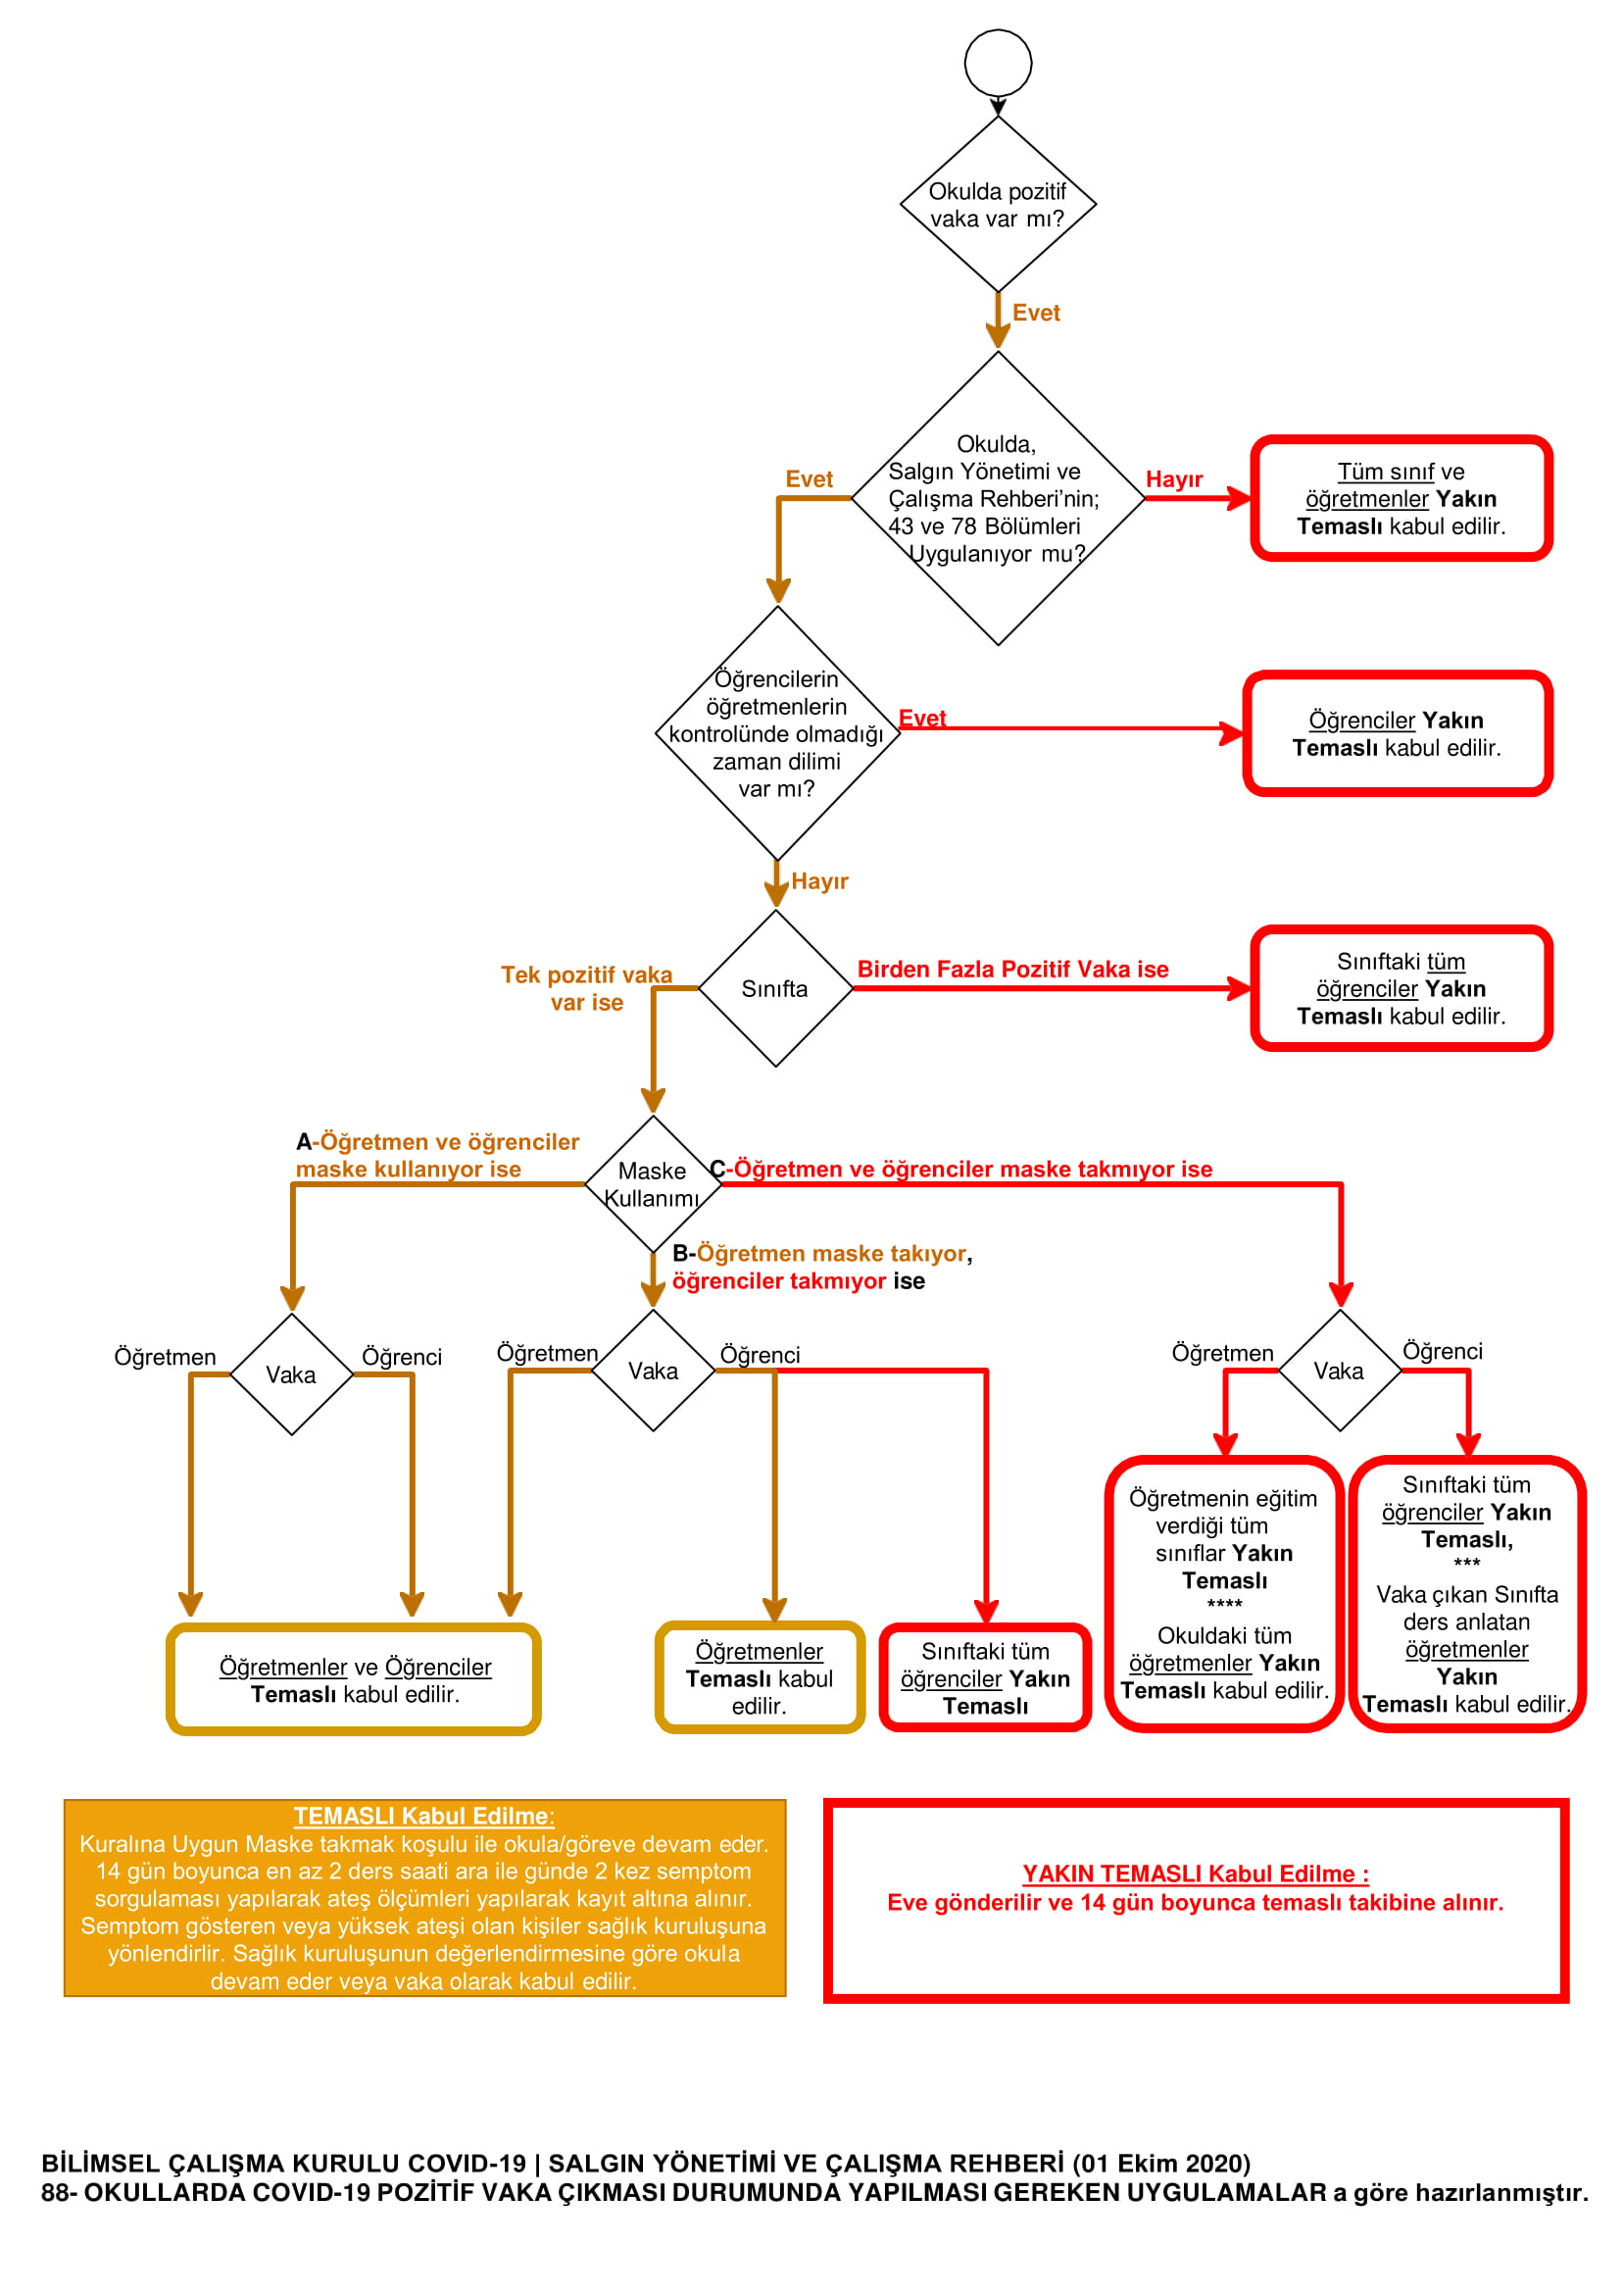 Okulda pozitif
vaka var mı?
Evet
Okulda,
Salgın Yönetimi ve
Çalışma Rehberi’nin;
43 ve 78 Bölümleri
Uygulanıyor mu?
Evet
Hayır
Tüm sınıf ve
öğretmenler Yakın
Temaslı kabul edilir.
Öğrencilerin
öğretmenlerin
kontrolünde olmadığı
zaman dilimi
var mı?
Evet
Öğrenciler Yakın
Temaslı kabul edilir.
Hayır
Sınıfta
Tek pozitif vaka
var ise
Birden Fazla Pozitif Vaka ise
Sınıftaki tüm
öğrenciler Yakın
Temaslı kabul edilir.
Maske
Kullanımı
A-Öğretmen ve öğrenciler
maske kullanıyor ise
C-Öğretmen ve öğrenciler maske takmıyor ise
B-Öğretmen maske takıyor,
öğrenciler takmıyor ise
Öğretmen
Vaka
Öğrenci
Öğretmen
Vaka
Öğrenci
Öğretmen
Vaka
Öğrenci
Öğretmenler ve Öğrenciler
Temaslı kabul edilir.
Öğretmenler
Temaslı kabul
edilir.
Sınıftaki tüm
öğrenciler Yakın
Temaslı
Öğretmenin eğitim
verdiği tüm
sınıflar Yakın
Temaslı
****
Okuldaki tüm
öğretmenler Yakın
Temaslı kabul edilir.
Sınıftaki tüm
öğrenciler Yakın
Temaslı,
***
Vaka çıkan Sınıfta
ders anlatan
öğretmenler
Yakın
Temaslı kabul edilir.
TEMASLI Kabul Edilme:
Kuralına Uygun Maske takmak koşulu ile okula/göreve devam eder.
14 gün boyunca en az 2 ders saati ara ile günde 2 kez semptom
sorgulaması yapılarak ateş ölçümleri yapılarak kayıt altına alınır.
Semptom gösteren veya yüksek ateşi olan kişiler sağlık kuruluşuna
yönlendirlir. Sağlık kuruluşunun değerlendirmesine göre okula
devam eder veya vaka olarak kabul edilir.
YAKIN TEMASLI Kabul Edilme :
Eve gönderilir ve 14 gün boyunca temaslı takibine alınır.
BİLİMSEL ÇALIŞMA KURULU COVID-19 | SALGIN YÖNETİMİ VE ÇALIŞMA REHBERİ (01 Ekim 2020)
88- OKULLARDA COVID-19 POZİTİF VAKA ÇIKMASI DURUMUNDA YAPILMASI GEREKEN UYGULAMALAR a göre hazırlanmıştır.